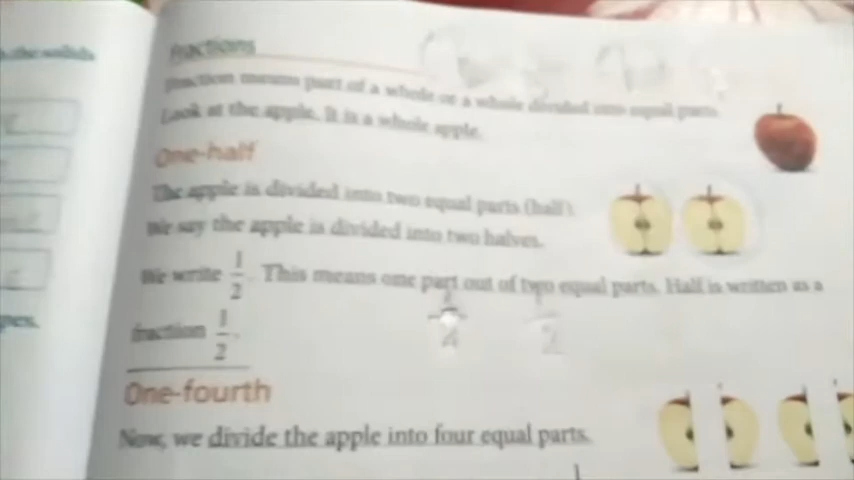 fractions
Fraction means part of a whole or a whole divided into equal parts.
Look at the apple. It is a whole apple.
One-half
The apple is divided into two equal parts (half).
We say the apple is divided into two halves.
We write 1/2. This means one part out of two equal parts. Half is written as a
fraction 1/2.
One-fourth
Now, we divide the apple into four equal parts.